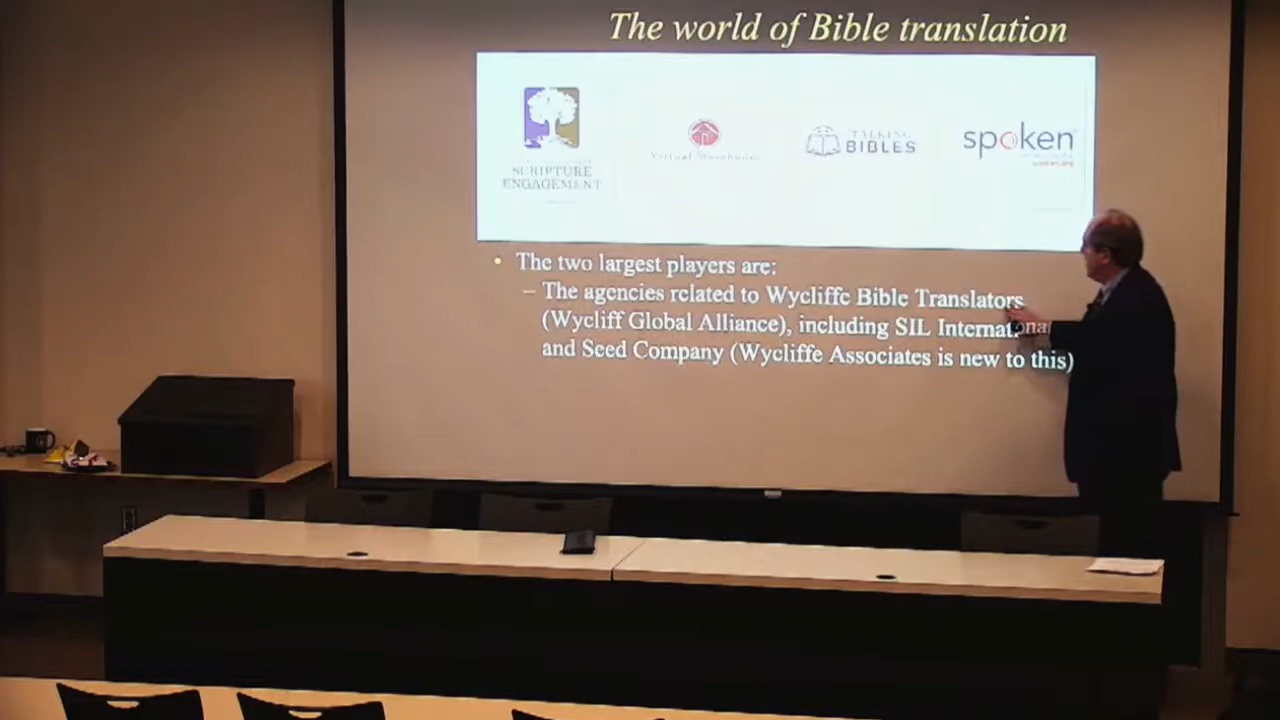 The world of Bible translation
SCRIPTURE
ENGAGEMENT
TALKING
BIBLES
spoken
• The two largest players are:
– The agencies related to Wycliffe Bible Translators
(Wycliff Global Alliance), including SIL International
and Seed Company (Wycliffe Associates is new to this)